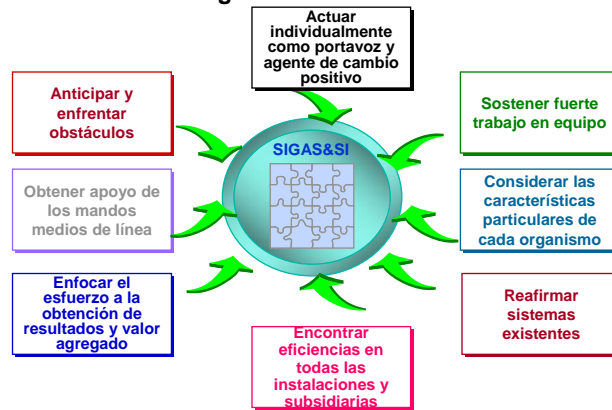 Actuar
individualmente
como portavoz y
agente de cambio
positivo
Anticipar y
enfrentar
obstáculos
Sostener fuerte
trabajo en equipo
SIGAS&SI
Obtener apoyo de
los mandos
medios de línea
Considerar las
características
particulares de
cada organismo
Enfocar el
esfuerzo a la
obtención de
resultados y valor
agregado
Reafirmar
sistemas
existentes
Encontrar
eficiencias en
todas las
instalaciones y
subsidiarias